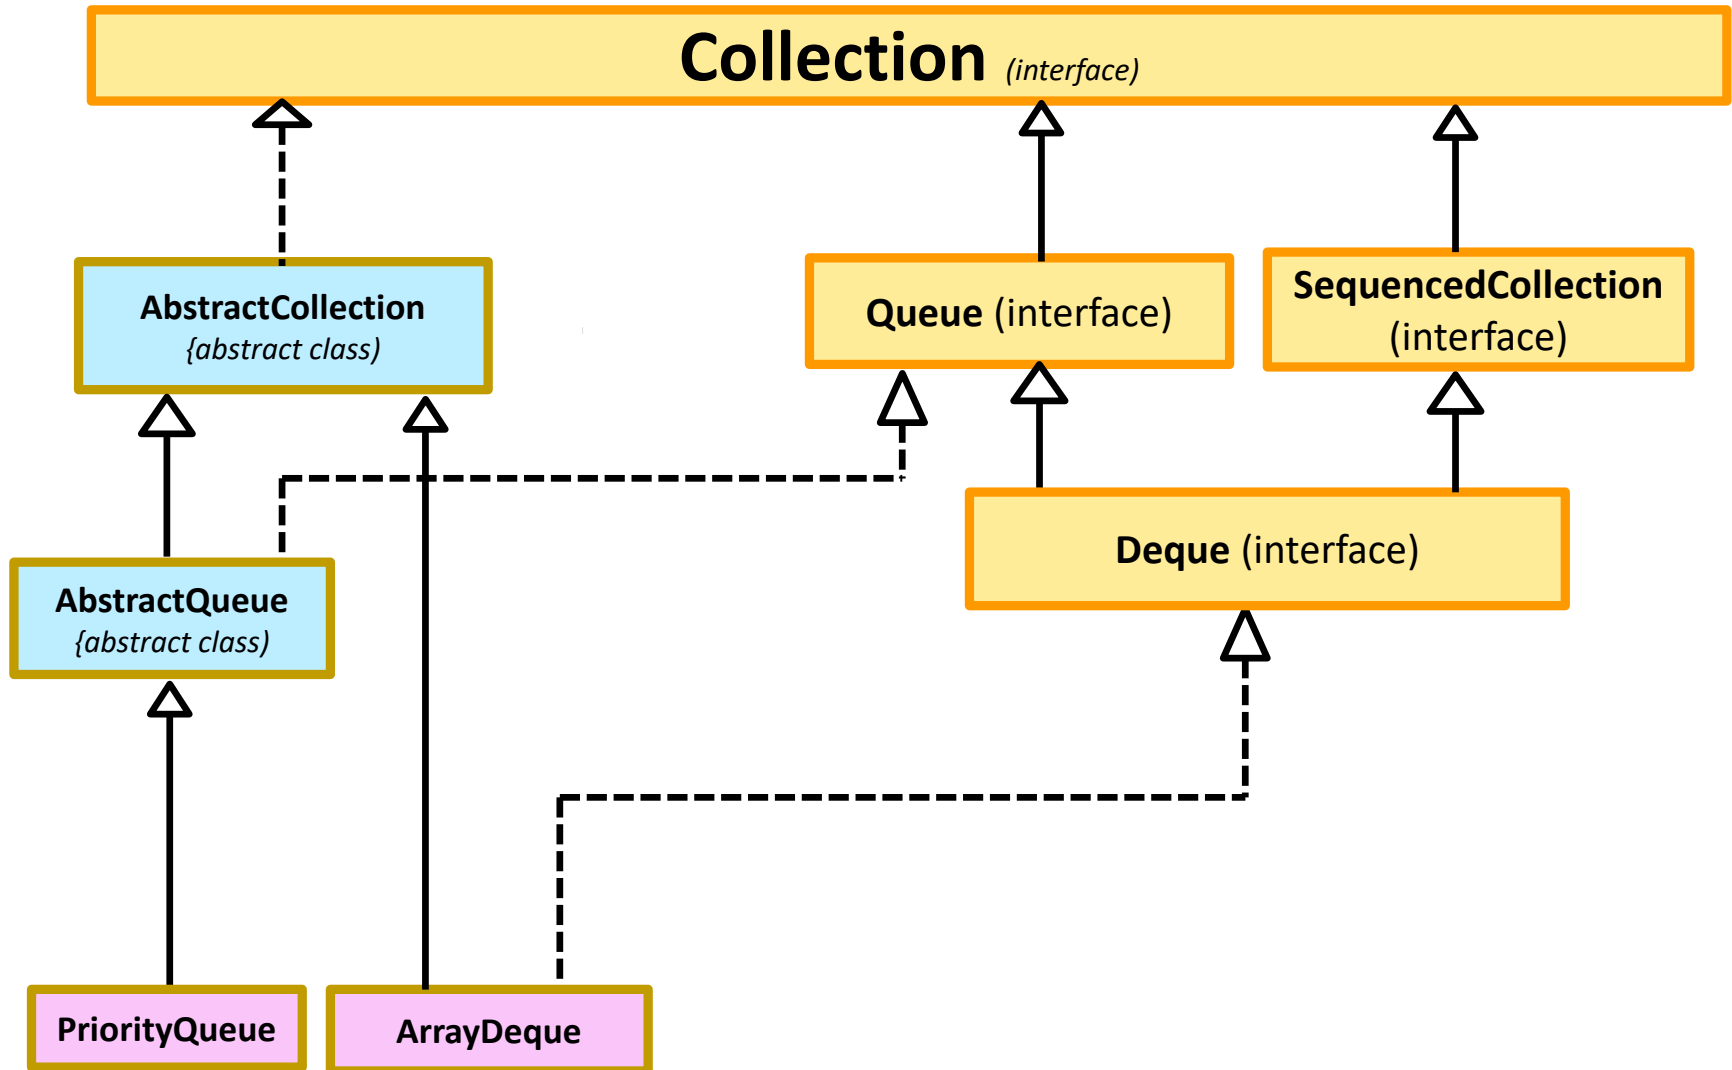 Collection (interface)
AbstractCollection
{abstract class)
Queue (interface)
SequencedCollection
(interface)
AbstractQueue
{abstract class)
Deque (interface)
PriorityQueue
ArrayDeque